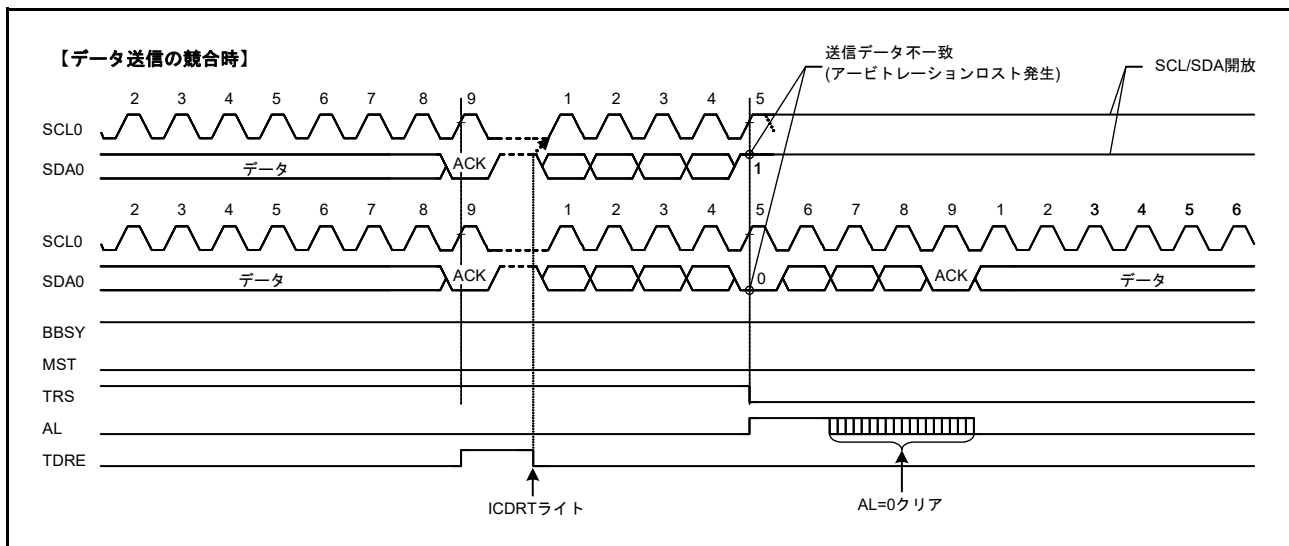 【データ送信の競合時】
送信データ不一致
(アービトレーションロスト発生)
SCL/SDA開放
2 3 4 5 6 7 8 9 1 2 3 4 5
SCL0
SDA0 データ ACK 1
2 3 4 5 6 7 8 9 1 2 3 4 5 6 7 8 9 1 2 3 4 5 6
SCL0
SDA0 データ ACK 0 ACK データ
BBSY
MST
TRS
AL
TDRE
ICDRTライト
AL=0クリア